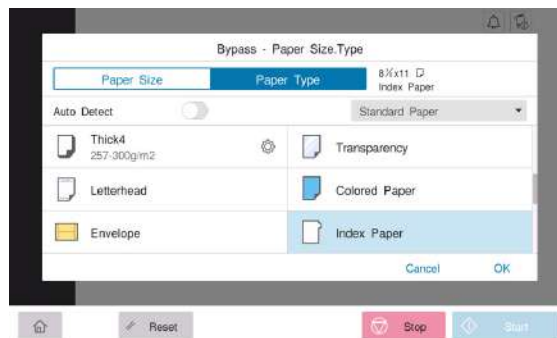 Bypass - Paper Size.Type
Paper Size
Paper Type
8½x11
Index Paper
Auto Detect
Standard Paper
Thick4
257-300g/m2
Transparency
Letterhead
Colored Paper
Envelope
Index Paper
Cancel
OK
Reset
Stop
Start